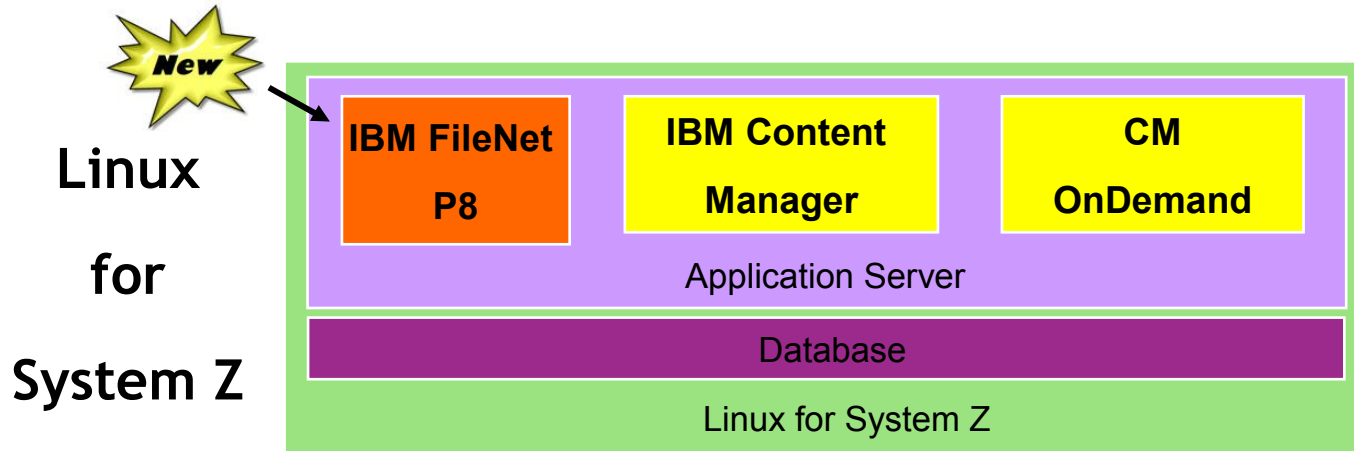 New
Linux
for
System Z
IBM FileNet
P8
IBM Content
Manager
CM
OnDemand
Application Server
Database
Linux for System Z